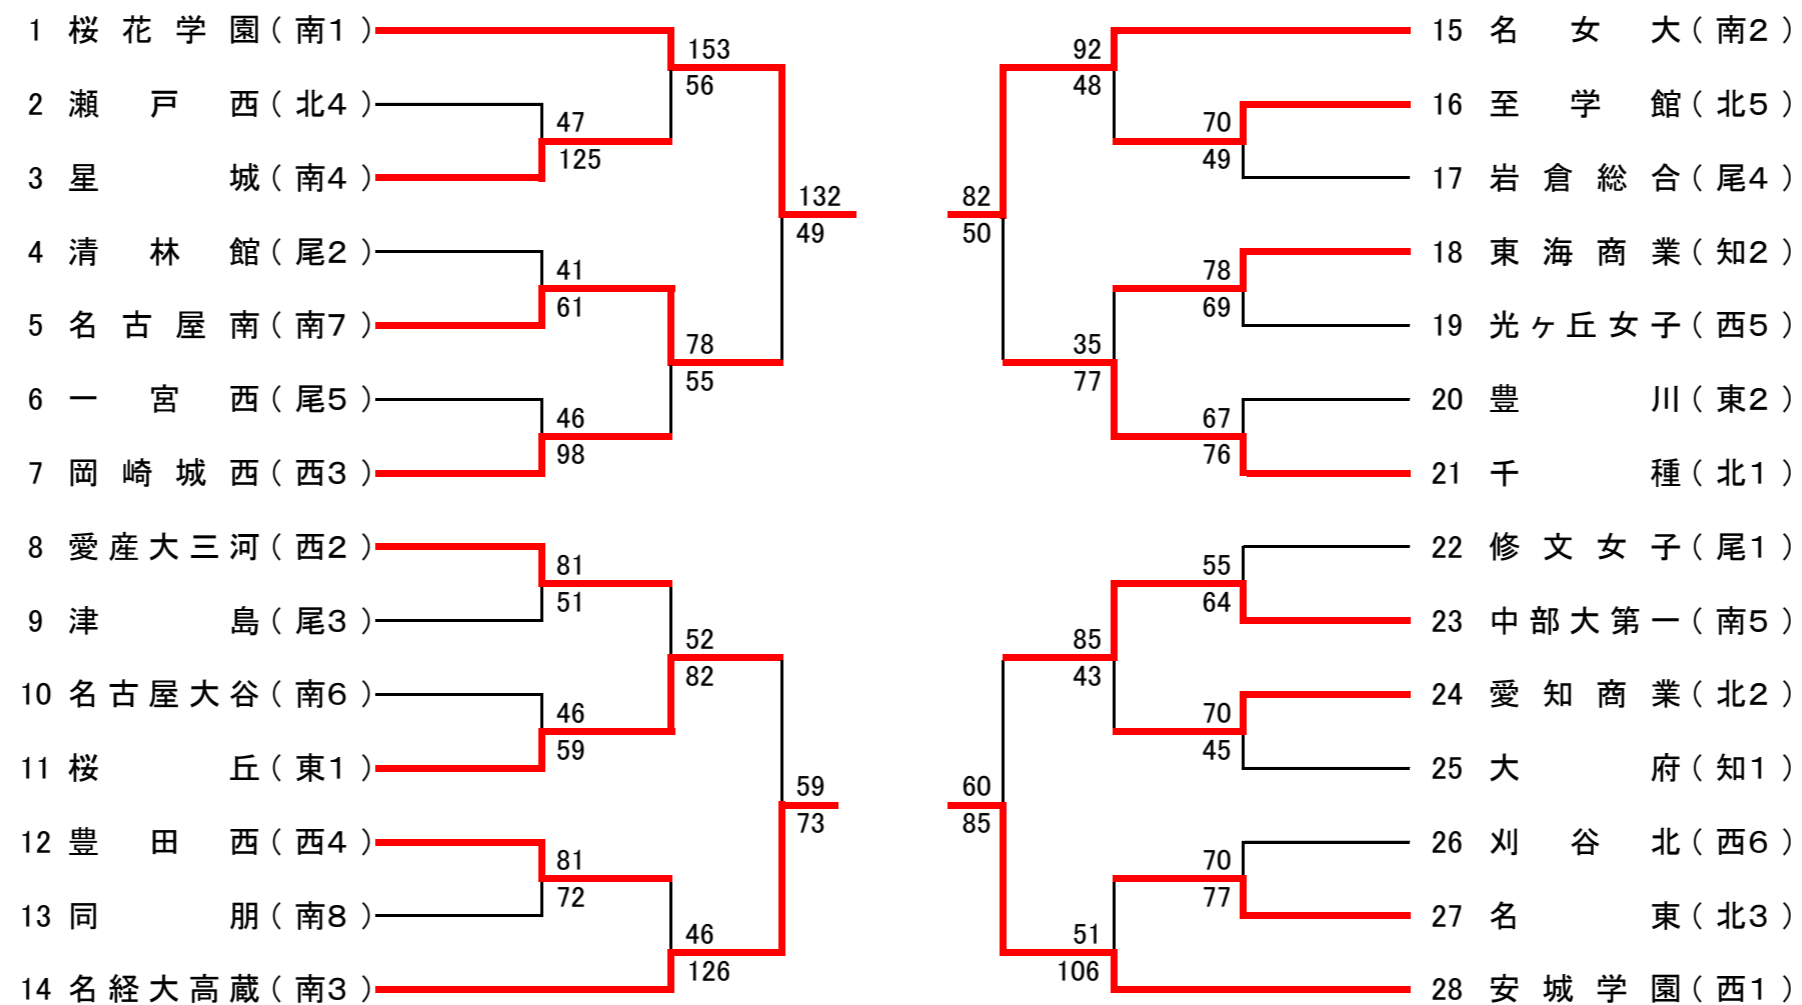 1 桜花学園(南1)
153
56
2 瀬戸西(北4)
47
125
3 星城(南4)
132
49
4 清林館(尾2)
41
61
5 名古屋南(南7)
78
55
6 一宮西(尾5)
46
98
7 岡崎城西(西3)
8 愛産大三河(西2)
81
51
9 津島(尾3)
52
82
10 名古屋大谷(南6)
46
59
11 桜丘(東1)
59
73
12 豊田西(西4)
81
72
13 同朋(南8)
46
126
14 名経大高蔵(南3)
92
48
15 名女大(南2)
70
49
16 至学館(北5)
17 岩倉総合(尾4)
82
50
78
69
18 東海商業(知2)
19 光ヶ丘女子(西5)
35
77
67
76
20 豊川(東2)
21 千種(北1)
55
64
22 修文女子(尾1)
23 中部大第一(南5)
85
43
70
45
24 愛知商業(北2)
25 大府(知1)
60
85
70
77
26 刈谷北(西6)
27 名東(北3)
51
106
28 安城学園(西1)